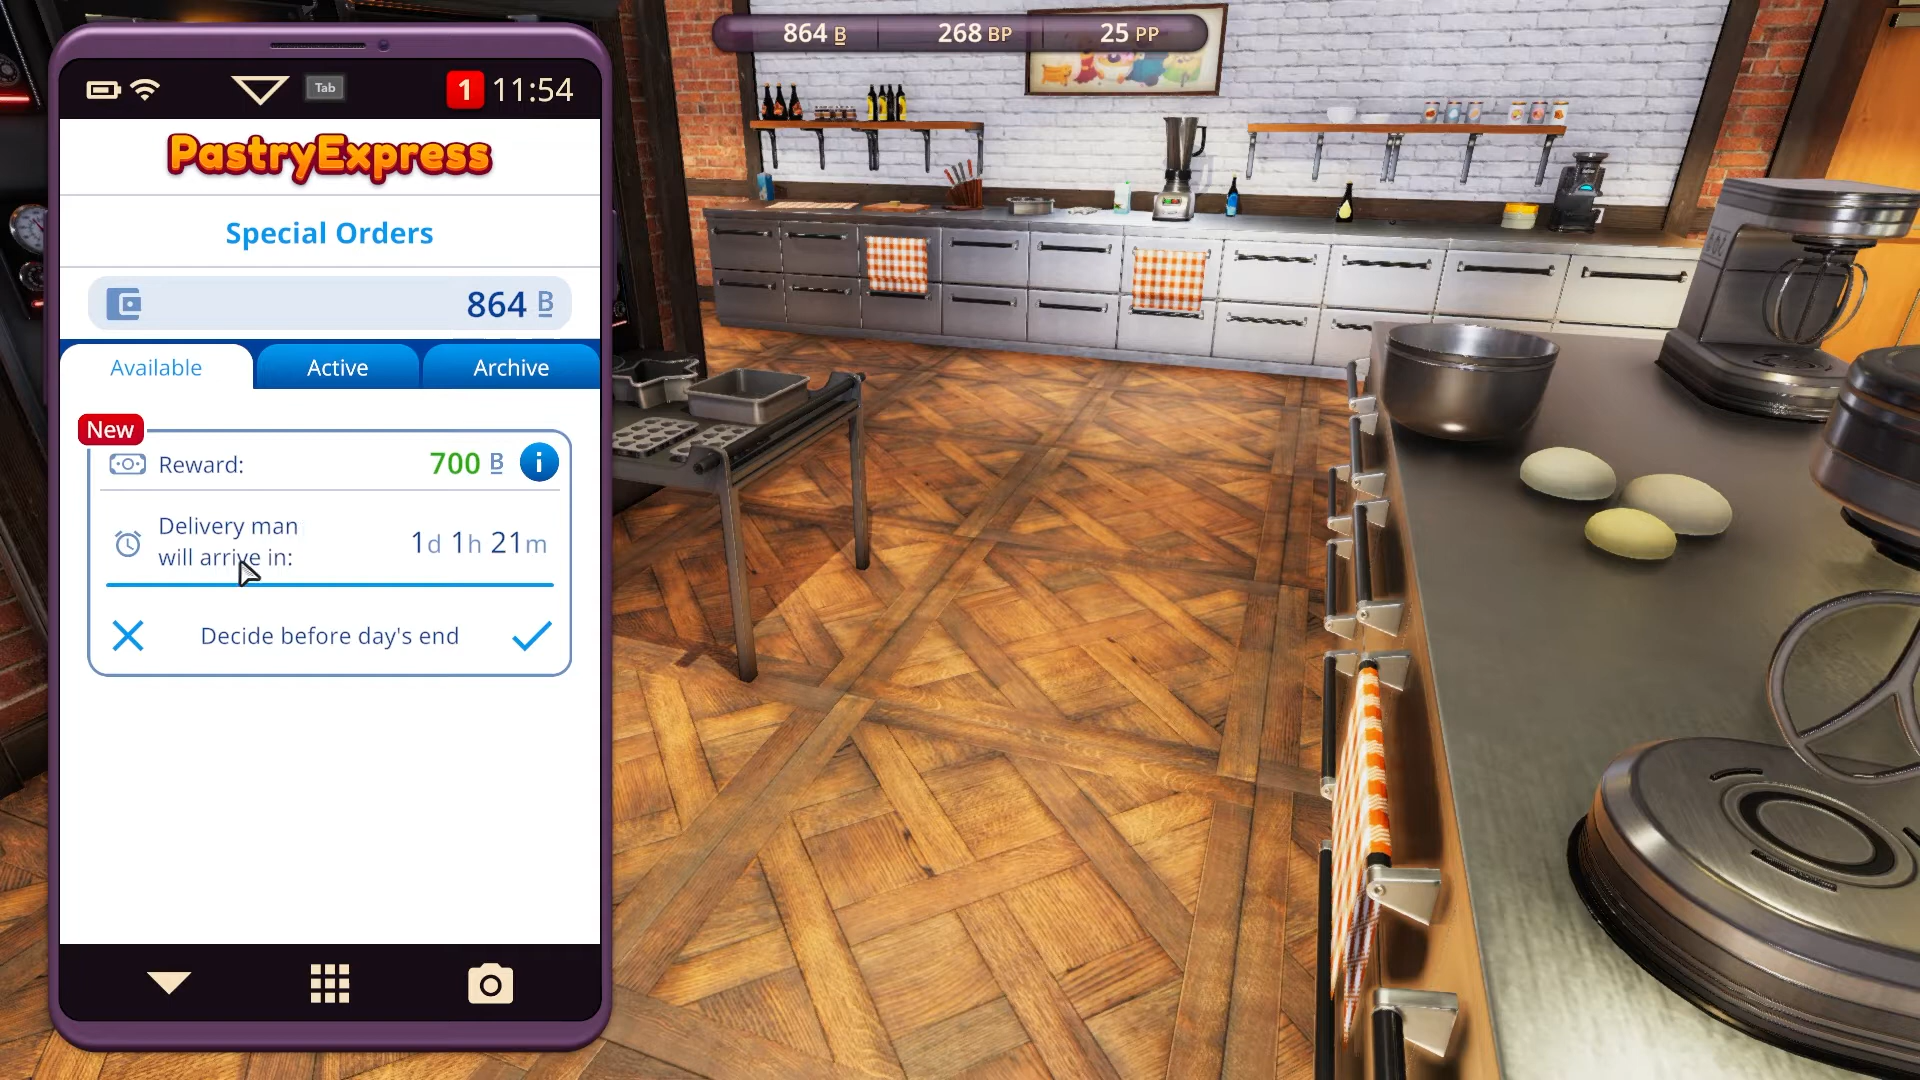 864 B 268 BP 25 PP
Tab 1 11:54
PastryExpress
Special Orders
864 B
Available Active Archive
New
Reward: 700 B i
Delivery man
will arrive in: 1d 1h 21m
Decide before day's end